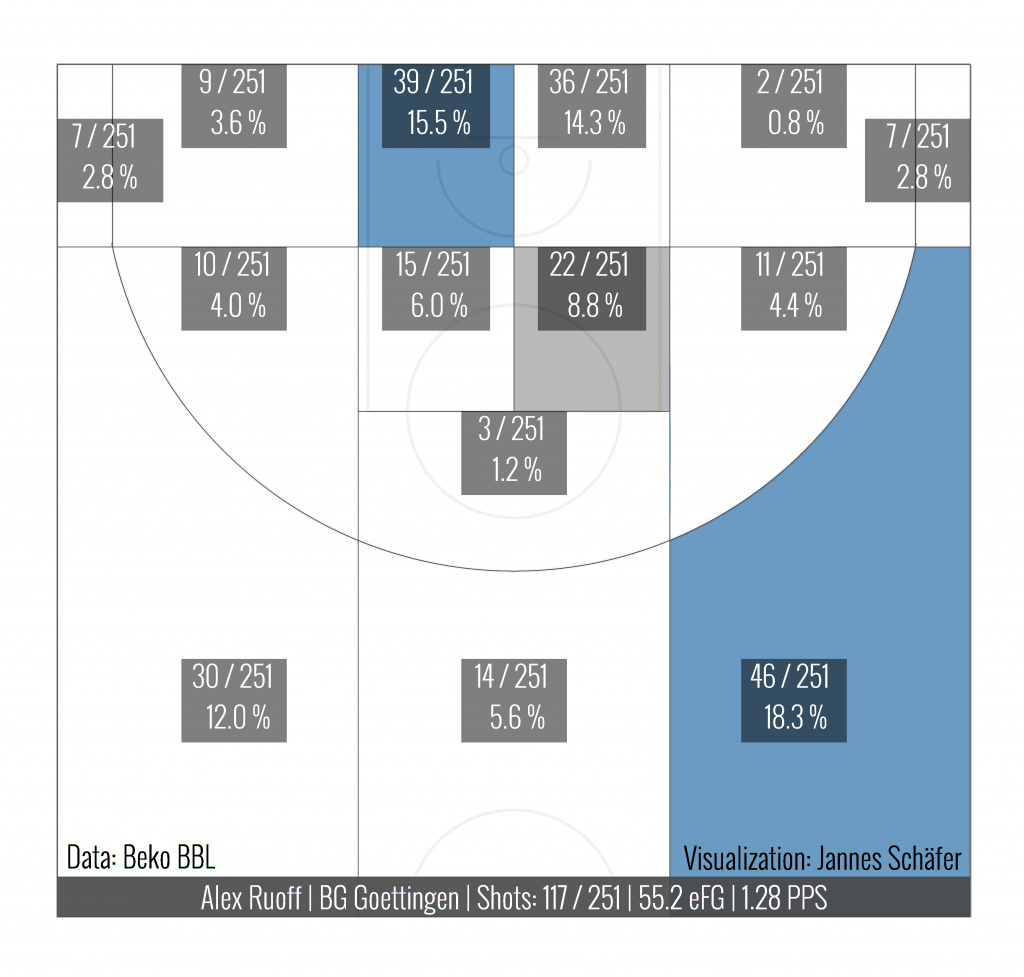 9 / 251
3.6 %
39 / 251
15.5 %
36 / 251
14.3 %
2 / 251
0.8 %
7 / 251
2.8 %
7 / 251
2.8 %
10 / 251
4.0 %
15 / 251
6.0 %
22 / 251
8.8 %
11 / 251
4.4 %
3 / 251
1.2 %
30 / 251
12.0 %
14 / 251
5.6 %
46 / 251
18.3 %
Data: Beko BBL
Visualization: Jannes Schäfer
Alex Ruoff | BG Goettingen | Shots: 117 / 251 | 55.2 eFG | 1.28 PPS